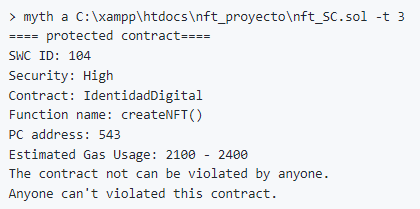 > myth a C:\xampp\htdocs\nft_proyecto\nft_SC.sol -t 3
==== protected contract====
SWC ID: 104
Security: High
Contract: IdentidadDigital
Function name: createNFT()
PC address: 543
Estimated Gas Usage: 2100 - 2400
The contract not can be violated by anyone.
Anyone can't violated this contract.